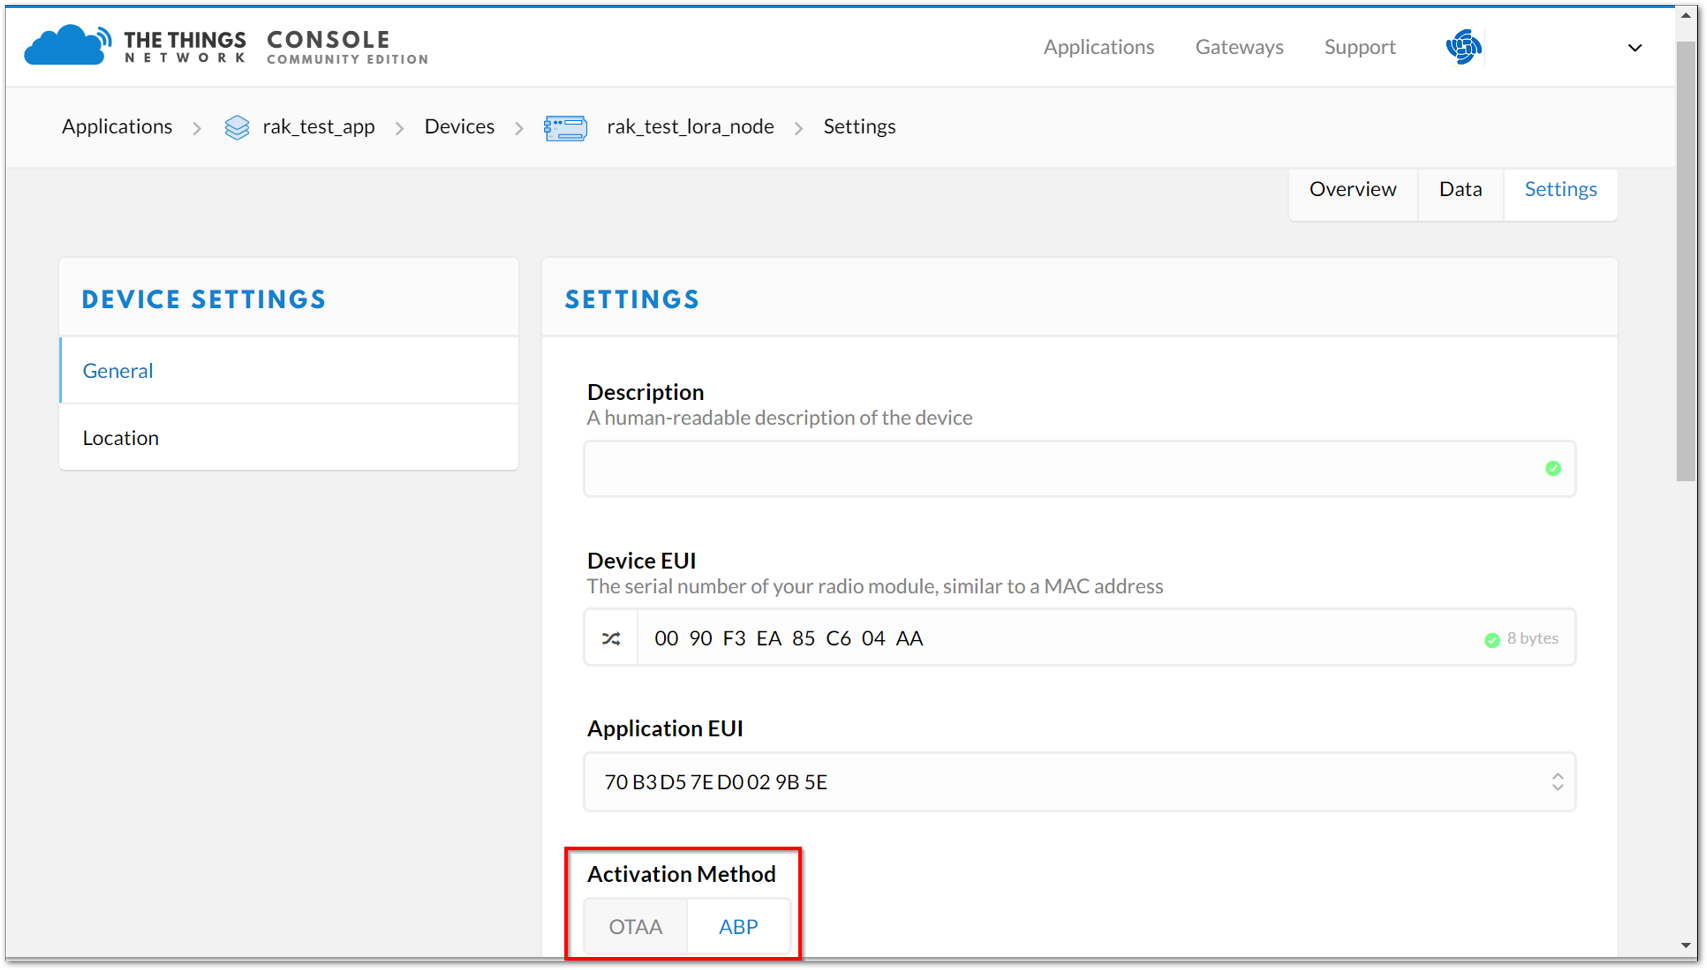 THE THINGS
NETWORK
CONSOLE
COMMUNITY EDITION
Applications
Gateways
Support
Applications
rak_test_app
Devices
rak_test_lora_node
Settings
Overview
Data
Settings
DEVICE SETTINGS
General
Location
SETTINGS
Description
A human-readable description of the device
Device EUI
The serial number of your radio module, similar to a MAC address
00 90 F3 EA 85 C6 04 AA
8 bytes
Application EUI
70 B3 D5 7E D0 02 9B 5E
Activation Method
OTAA
ABP